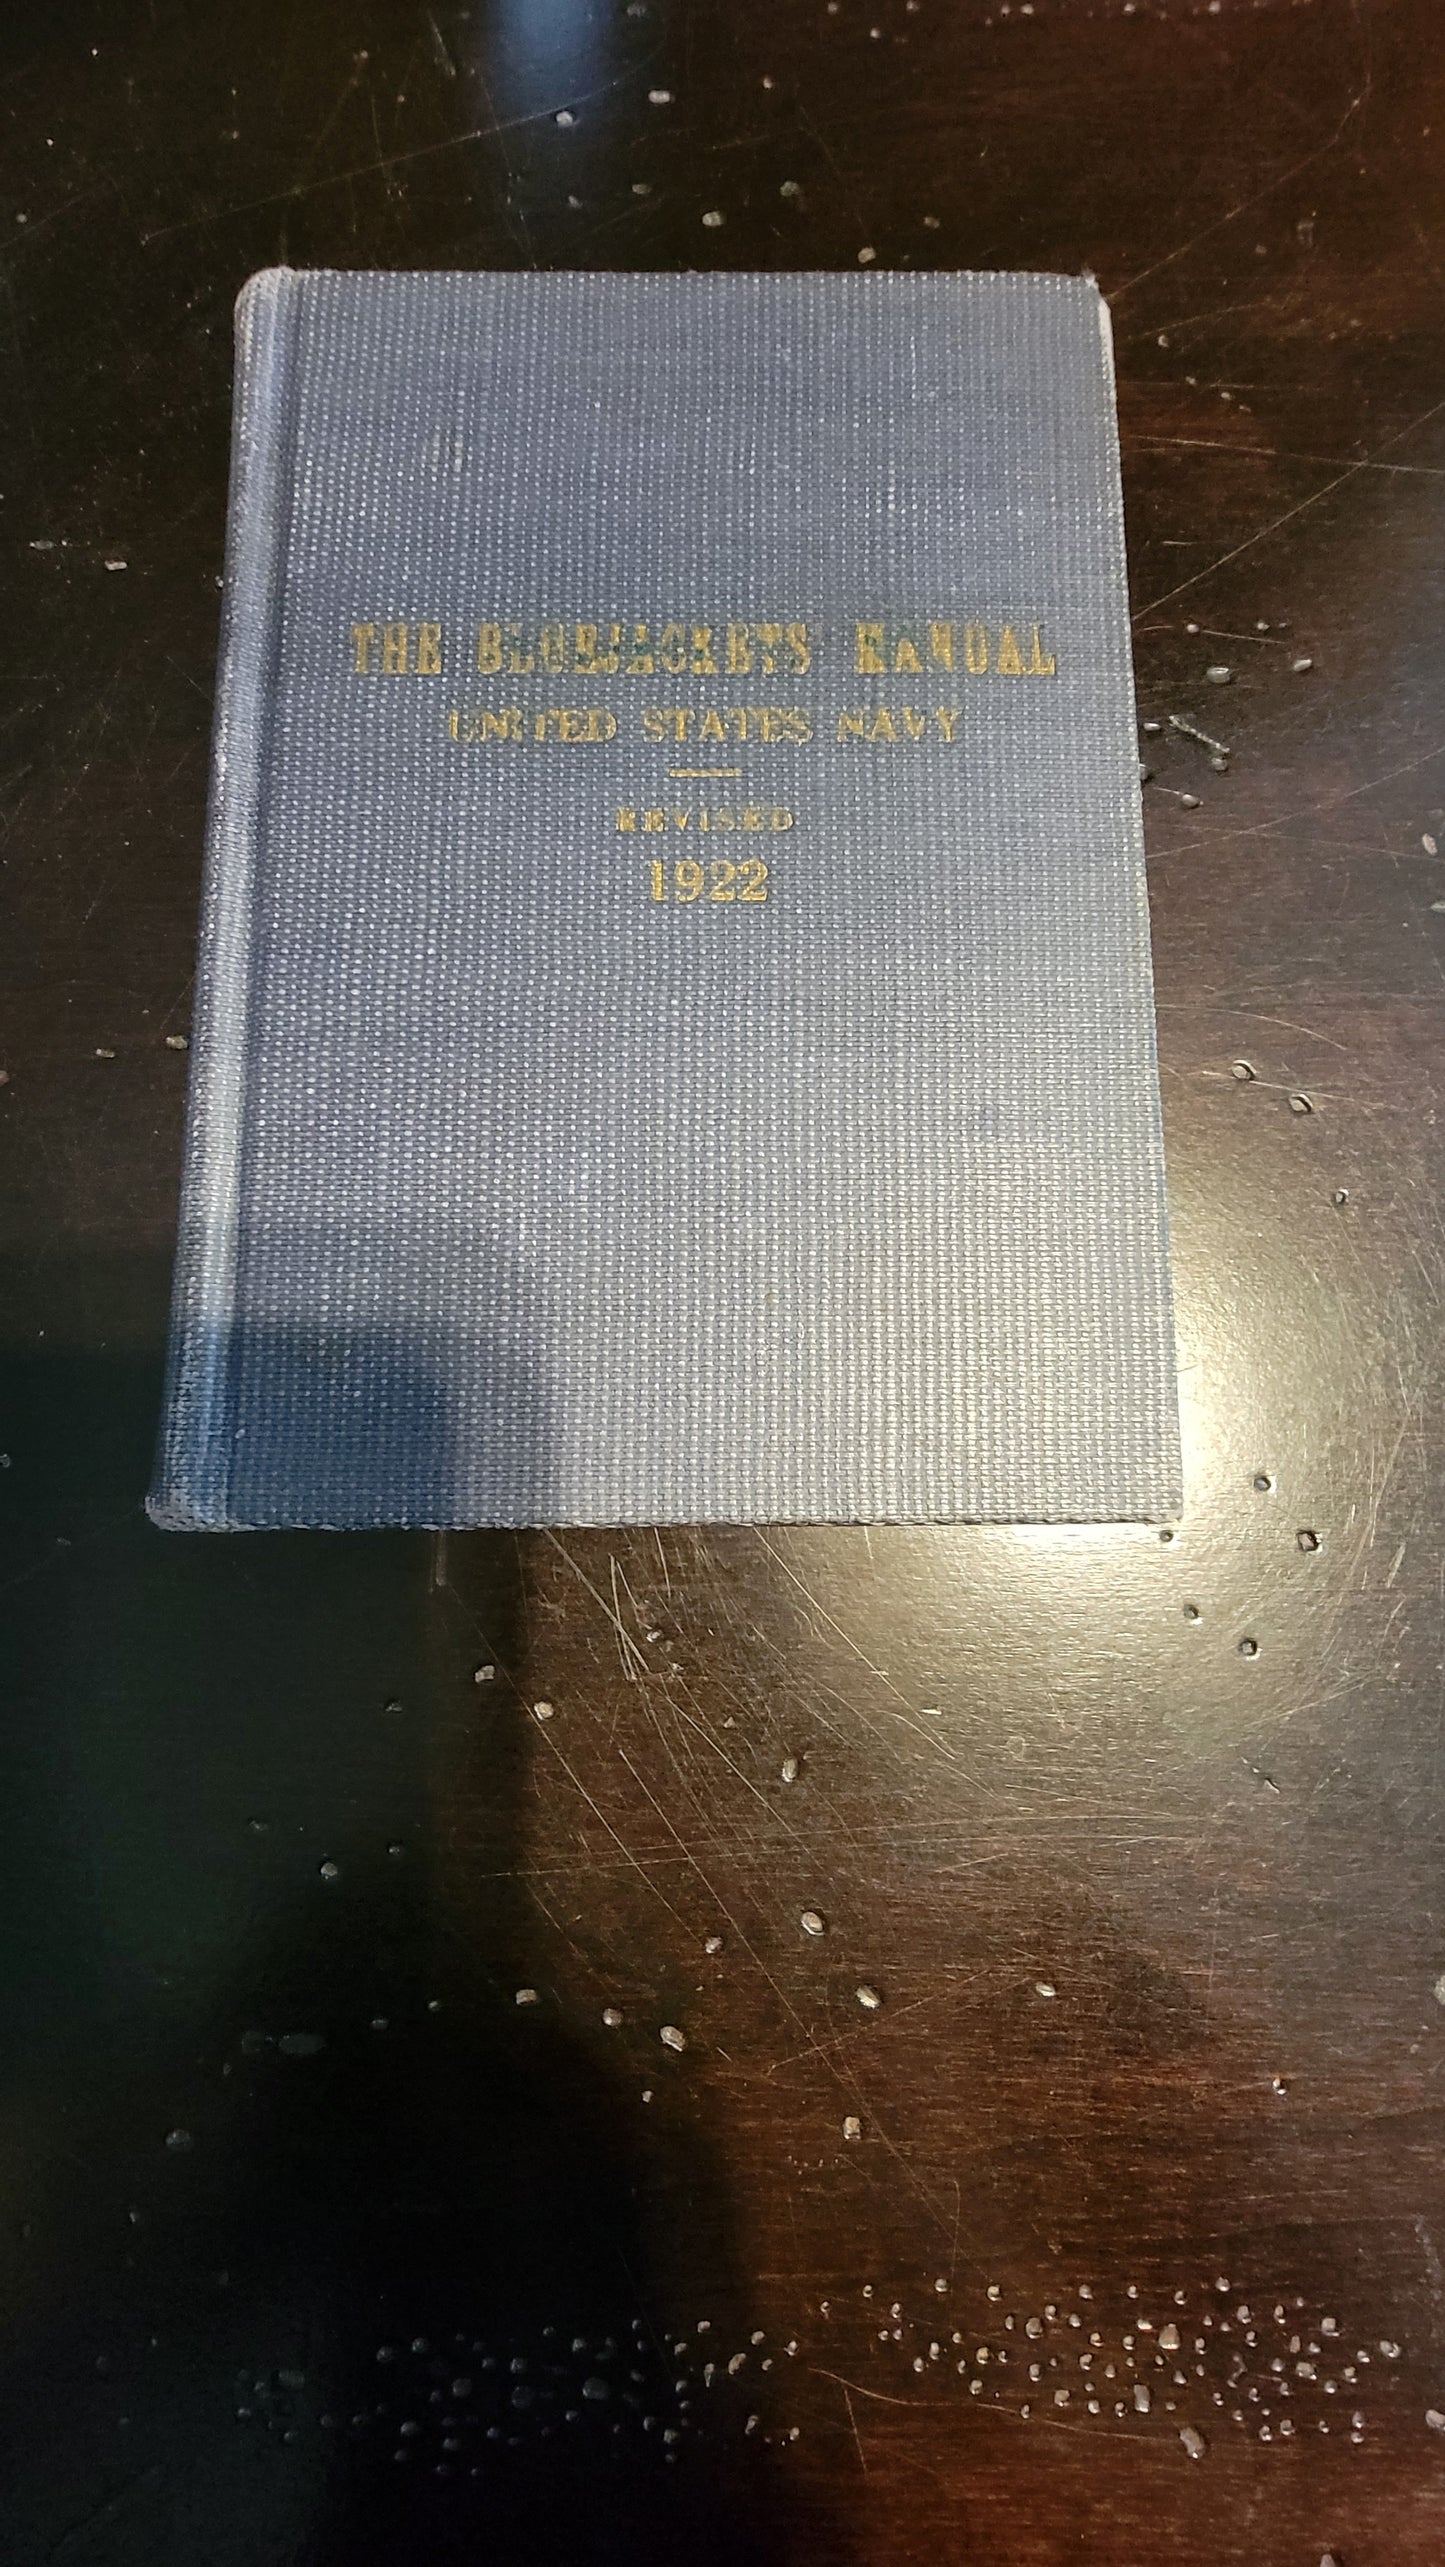 THE BLUEJACKETS' MANUAL
UNITED STATES NAVY
REVISED
1922